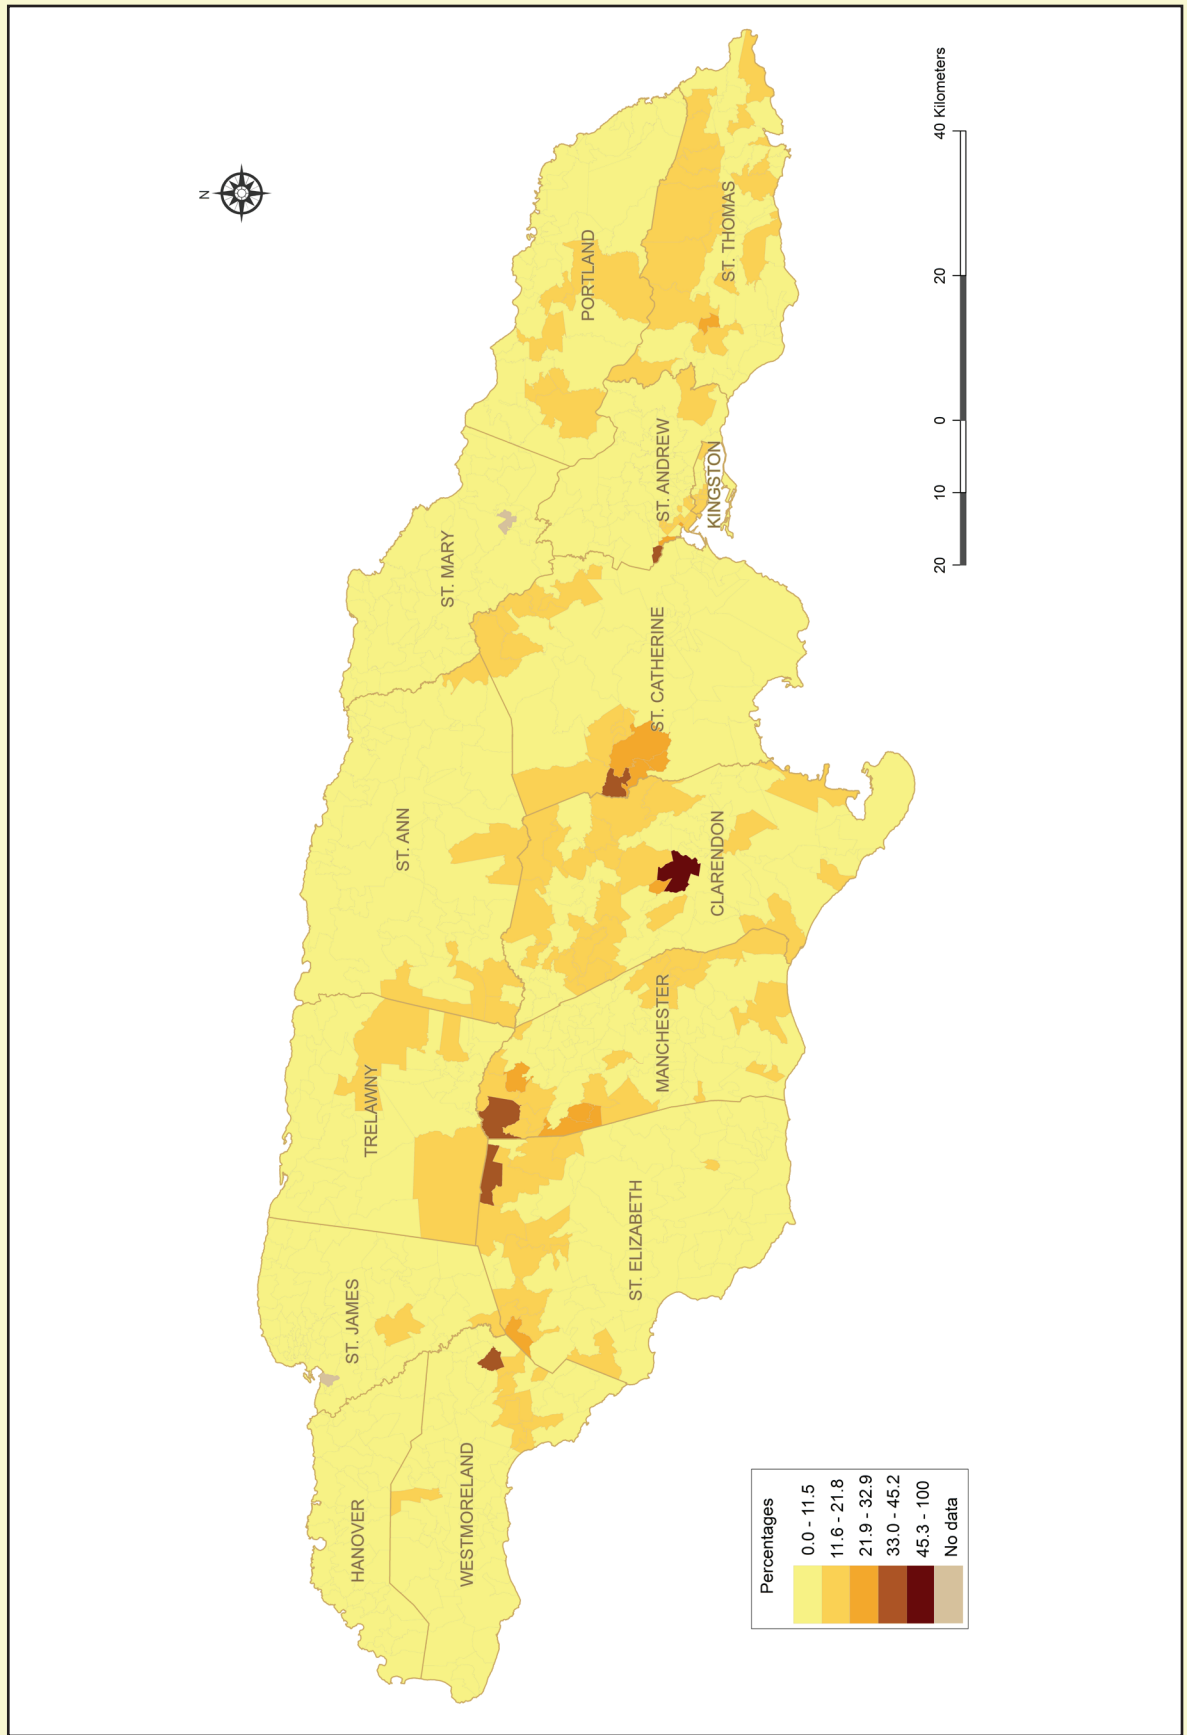 N
HANOVER
WESTMORELAND
ST. JAMES
TRELAWNY
ST. ELIZABETH
MANCHESTER
ST. ANN
CLARENDON
ST. CATHERINE
ST. MARY
ST. ANDREW
KINGSTON
PORTLAND
ST. THOMAS
Percentages
0.0 - 11.5
11.6 - 21.8
21.9 - 32.9
33.0 - 45.2
45.3 - 100
No data
20 10 0 20 40 Kilometers